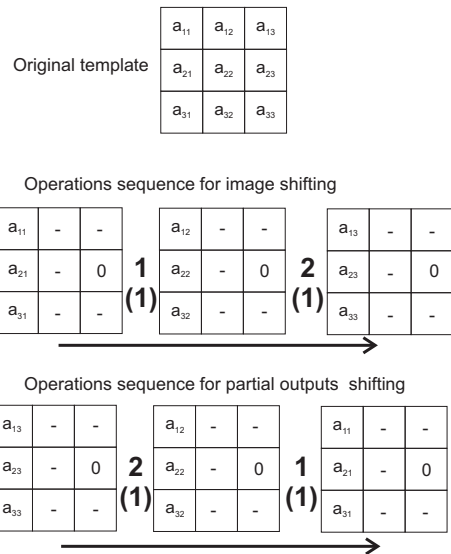 a₁₁ a₁₂ a₁₃
Original template a₂₁ a₂₂ a₂₃
a₃₁ a₃₂ a₃₃
Operations sequence for image shifting
a₁₁ - - a₁₂ - - a₁₃ - -
a₂₁ - 0 1 a₂₂ - 0 2 a₂₃ - 0
(1) (1)
a₃₁ - - a₃₂ - - a₃₃ - -
Operations sequence for partial outputs shifting
a₁₃ - - a₁₂ - - a₁₁ - -
a₂₃ - 0 2 a₂₂ - 0 1 a₂₁ - 0
(1) (1)
a₃₃ - - a₃₂ - - a₃₁ - -